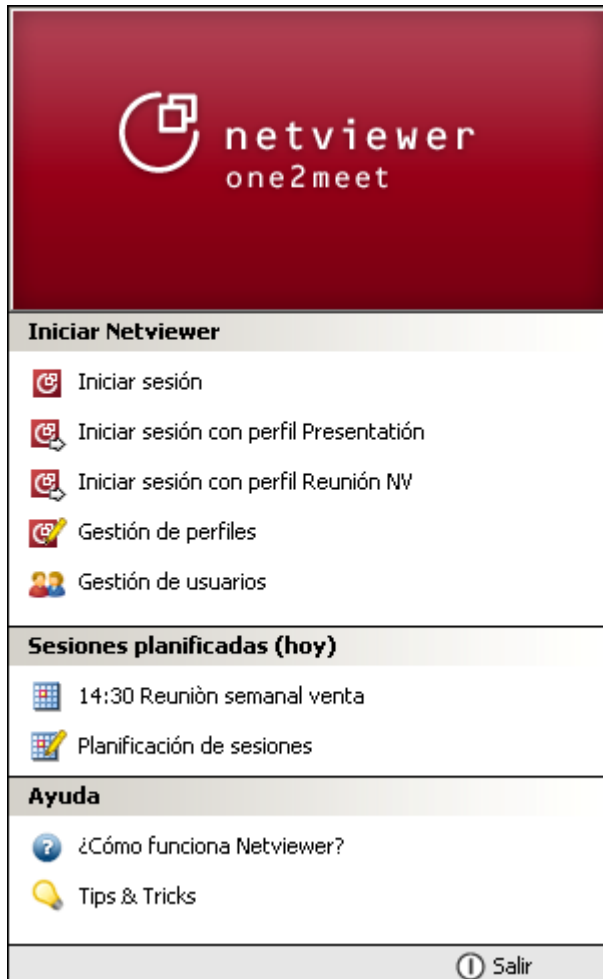 netviewer
one2meet
Iniciar Netviewer
Iniciar sesión
Iniciar sesión con perfil Presentatión
Iniciar sesión con perfil Reunión NV
Gestión de perfiles
Gestión de usuarios
Sesiones planificadas (hoy)
14:30 Reuniòn semanal venta
Planificación de sesiones
Ayuda
¿Cómo funciona Netviewer?
Tips & Tricks
Salir